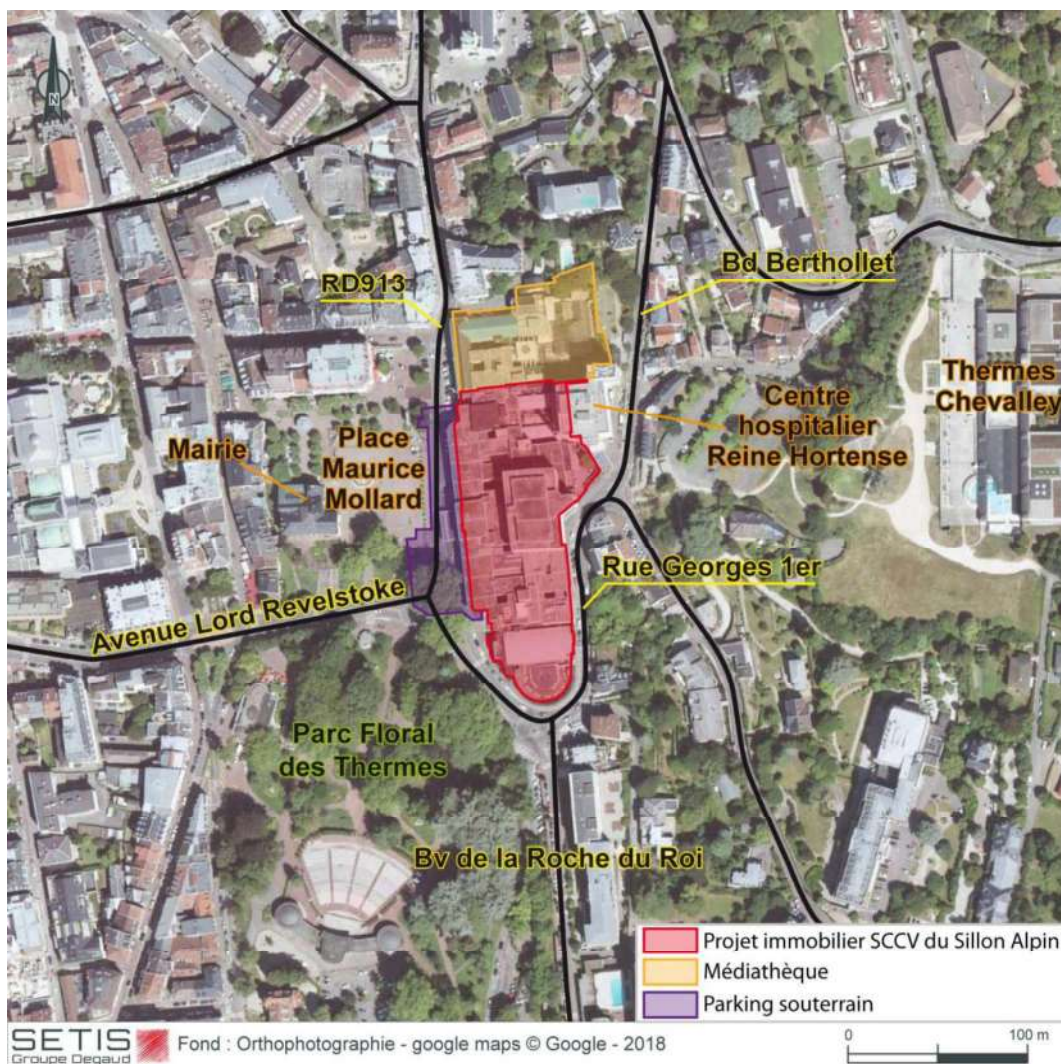 N
RD913
Bd Berthollet
Thermes
Chevalley
Centre
hospitalier
Reine Hortense
Mairie
Place
Maurice
Mollard
Rue Georges 1er
Avenue Lord Revelstoke
Parc Floral
des Thermes
Bv de la Roche du Roi
Projet immobilier SCCV du Sillon Alpin
Médiathèque
Parking souterrain
SETIS
Groupe Degaud
Fond : Orthophotographie - google maps © Google - 2018
0 100 m